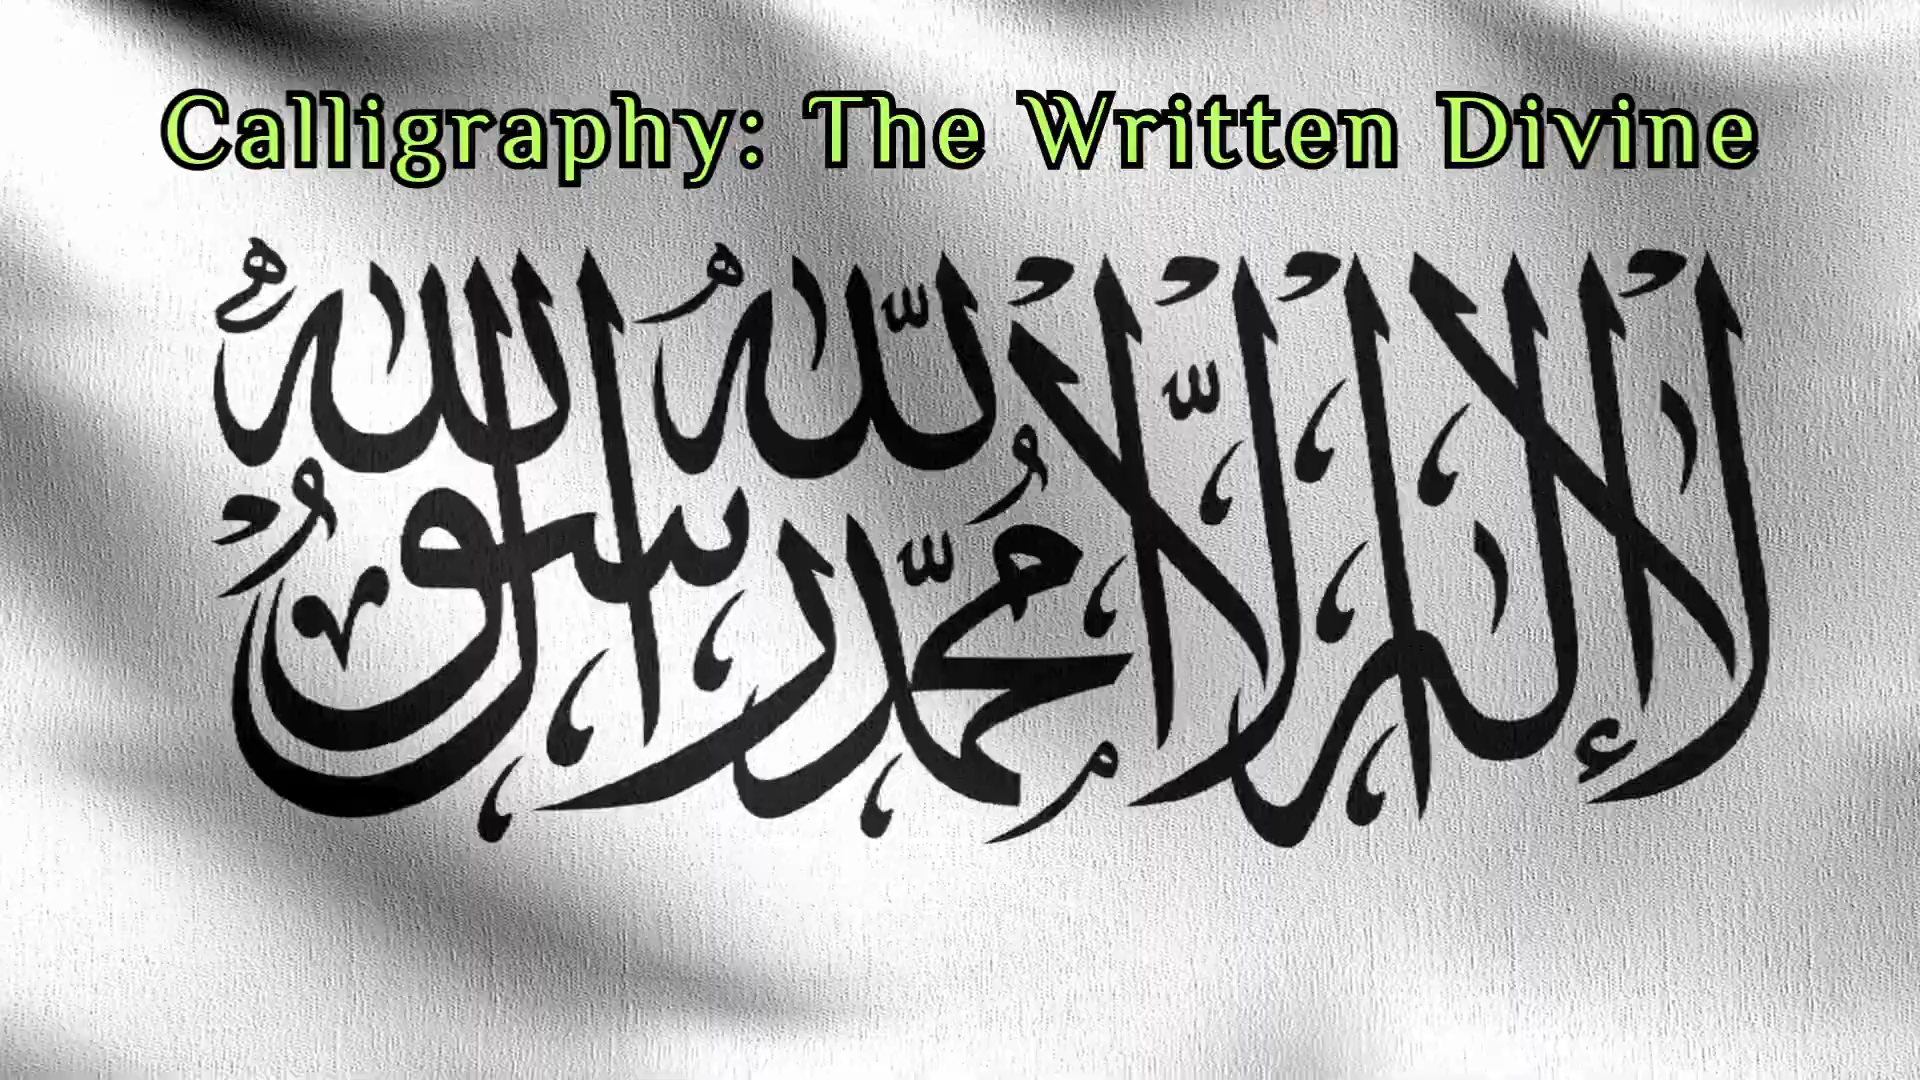 Calligraphy: The Written Divine
لا إله إلا الله محمد رسول الله